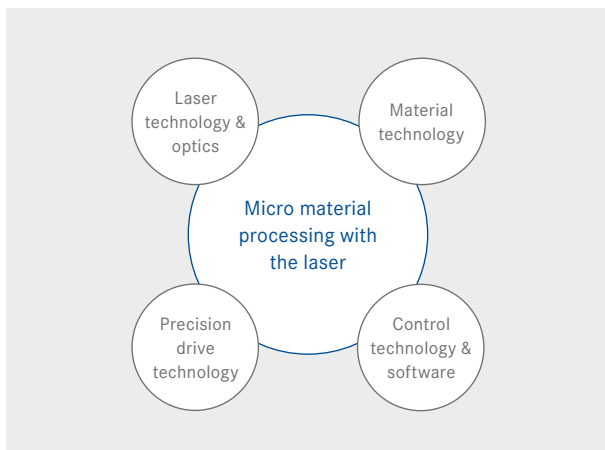 Laser
technology &
optics
Material
technology
Micro material
processing with
the laser
Precision
drive
technology
Control
technology &
software